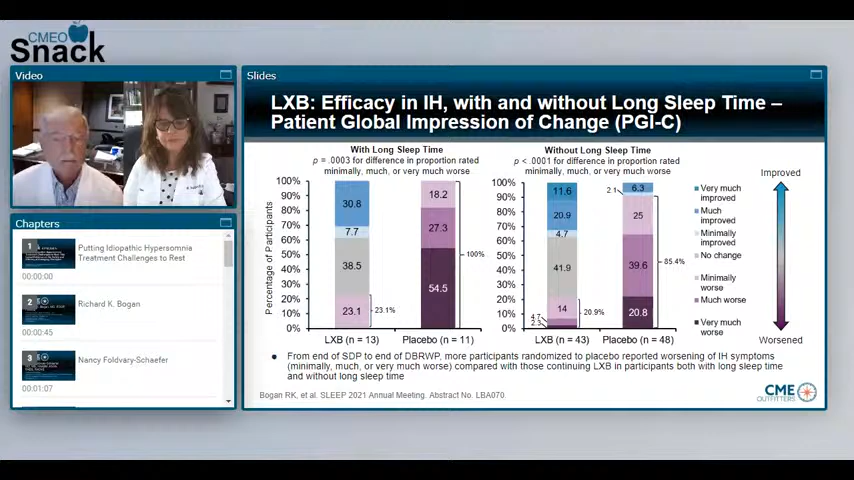 CMEO
Snack
Video
Slides
LXB: Efficacy in IH, with and without Long Sleep Time –
Patient Global Impression of Change (PGI-C)
With Long Sleep Time
p = .0003 for difference in proportion rated
minimally, much, or very much worse
Without Long Sleep Time
p < .0001 for difference in proportion rated
minimally, much, or very much worse
Percentage of Participants
100%
90%
80%
70%
60%
50%
40%
30%
20%
10%
0%
30.8
7.7
38.5
23.1
23.1%
18.2
27.3
54.5
100%
LXB (n = 13)
Placebo (n = 11)
100%
90%
80%
70%
60%
50%
40%
30%
20%
10%
0%
11.6
20.9
4.7
41.9
14
4.7
2.3
20.9%
6.3
2.1
25
39.6
20.8
85.4%
LXB (n = 43)
Placebo (n = 48)
Very much
improved
Much
improved
Minimally
improved
No change
Minimally
worse
Much worse
Very much
worse
Improved
Worsened
From end of SDP to end of DBRWP, more participants randomized to placebo reported worsening of IH symptoms
(minimally, much, or very much worse) compared with those continuing LXB in participants both with long sleep time
and without long sleep time
Bogan RK, et al. SLEEP 2021 Annual Meeting. Abstract No. LBA070.
CME
OUTFITTERS
Chapters
1
Putting Idiopathic Hypersomnia
Treatment Challenges to Rest
00:00:00
2
Richard K. Bogan
00:00:45
3
Nancy Foldvary-Schaefer
00:01:07